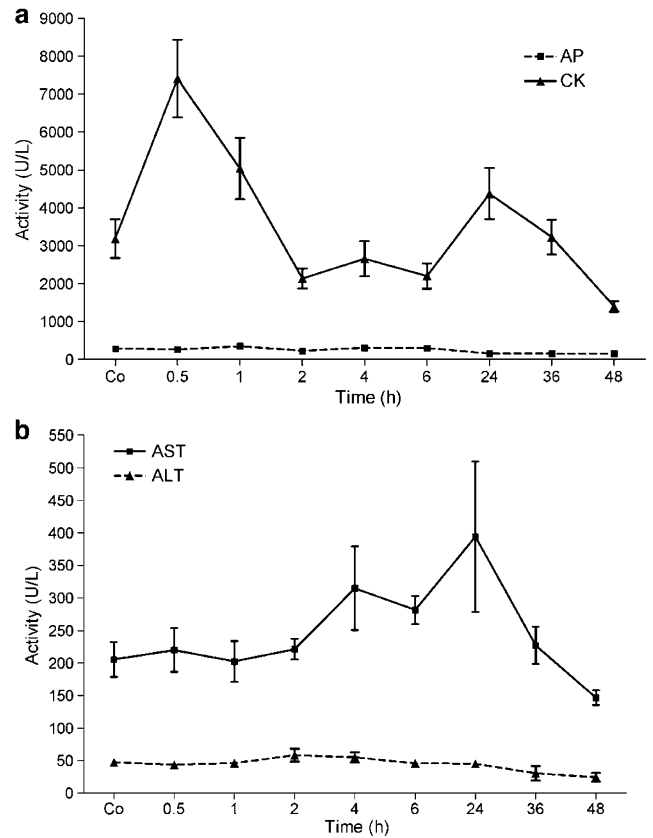 a
9000
8000
7000
6000
5000
4000
3000
2000
1000
0
Activity (U/L)
AP
CK
Co 0.5 1 2 4 6 24 36 48
Time (h)
b
550
500
450
400
350
300
250
200
150
100
50
0
Activity (U/L)
AST
ALT
Co 0.5 1 2 4 6 24 36 48
Time (h)